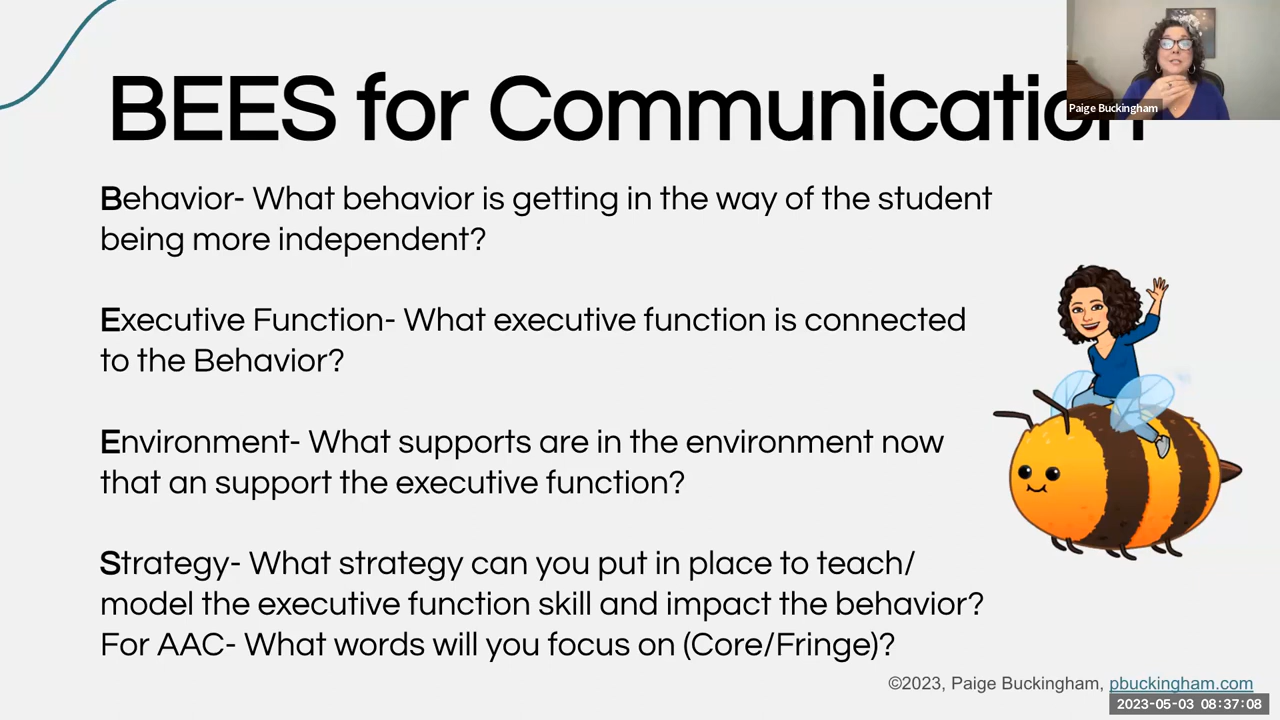 BEES for Communication
Paige Buckingham
Behavior- What behavior is getting in the way of the student
being more independent?
Executive Function- What executive function is connected
to the Behavior?
Environment- What supports are in the environment now
that an support the executive function?
Strategy- What strategy can you put in place to teach/
model the executive function skill and impact the behavior?
For AAC- What words will you focus on (Core/Fringe)?
©2023, Paige Buckingham, pbuckingham.com
2023-05-03 08:37:08